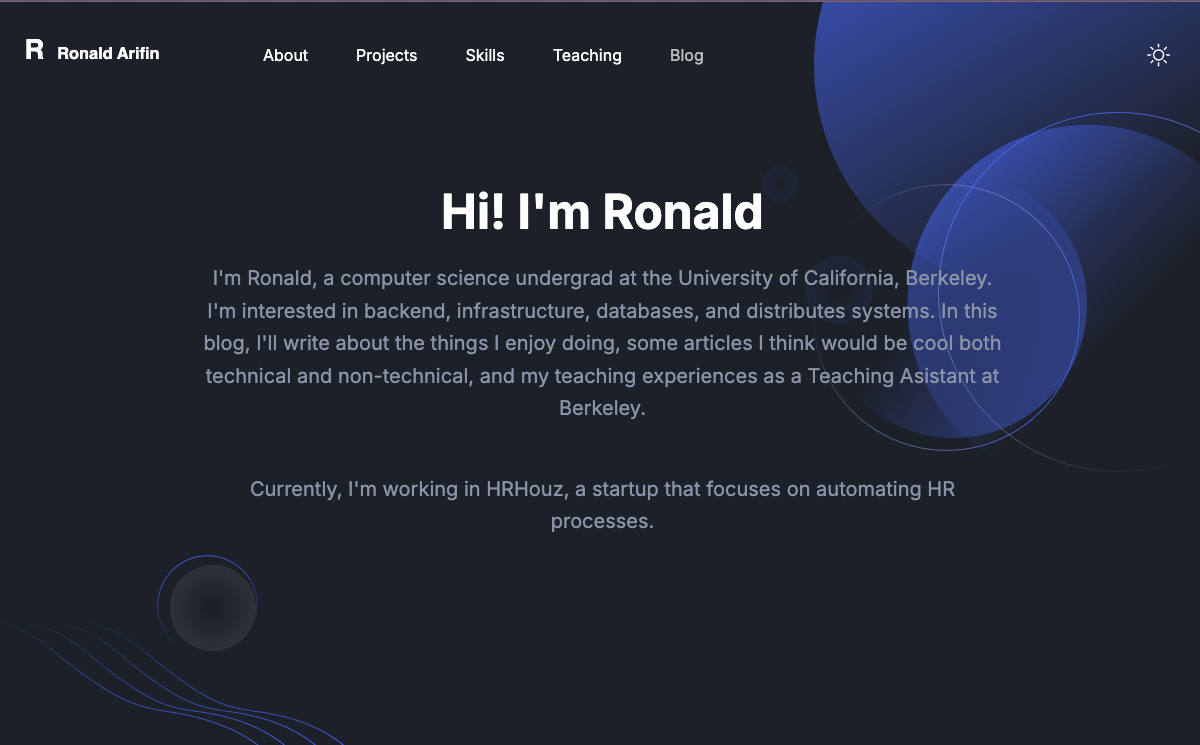 R Ronald Arifin About Projects Skills Teaching Blog
Hi! I'm Ronald
I'm Ronald, a computer science undergrad at the University of California, Berkeley.
I'm interested in backend, infrastructure, databases, and distributes systems. In this
blog, I'll write about the things I enjoy doing, some articles I think would be cool both
technical and non-technical, and my teaching experiences as a Teaching Asistant at
Berkeley.
Currently, I'm working in HRHouz, a startup that focuses on automating HR
processes.